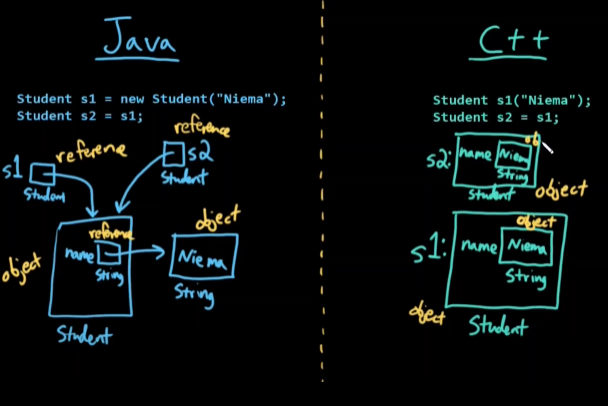 Java
Student s1 = new Student("Niema");
Student s2 = s1;
reference
reference
s1
s2
Student
Student
object
reference
name
String
object
Niema
String
object
Student
C++
Student s1("Niema");
Student s2 = s1;
ob
s2:
name
Niema
String
Student
object
object
s1:
name
Niema
String
object
Student